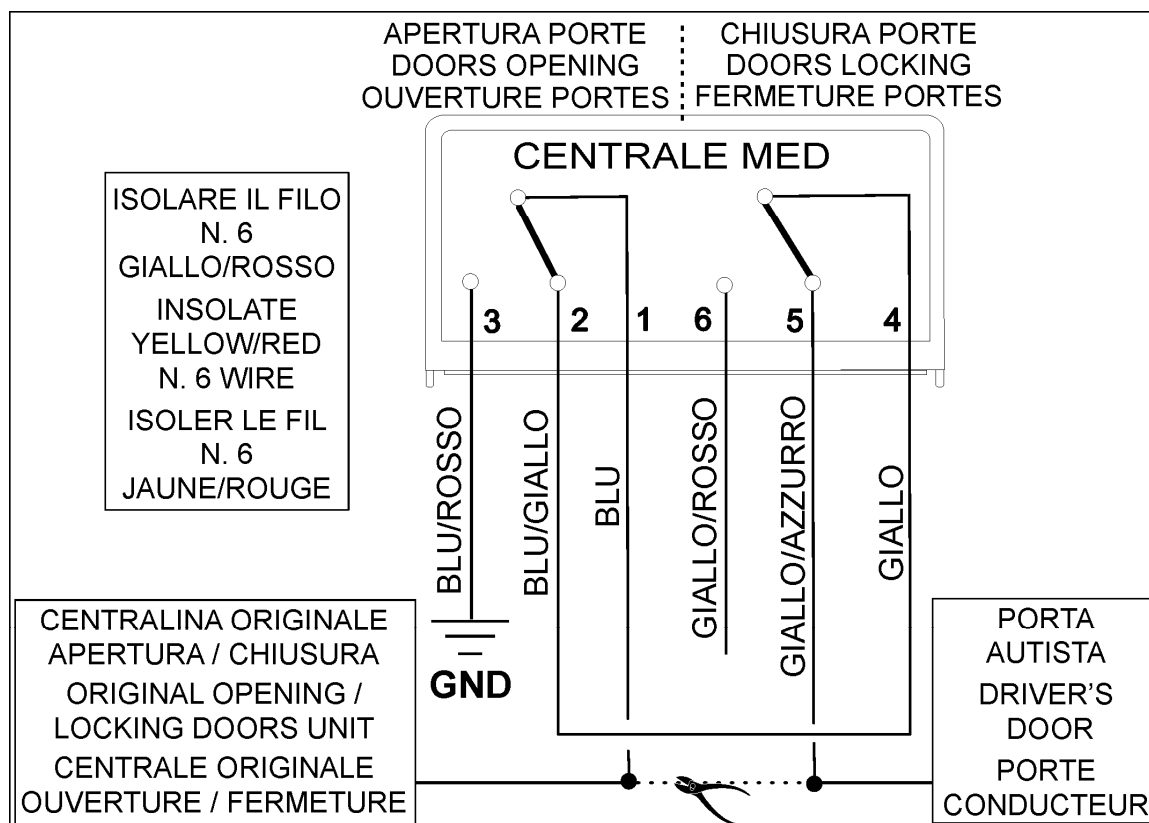 APERTURA PORTE
DOORS OPENING
OUVERTURE PORTES
CHIUSURA PORTE
DOORS LOCKING
FERMETURE PORTES
CENTRALE MED
ISOLARE IL FILO
N. 6
GIALLO/ROSSO
INSOLATE
YELLOW/RED
N. 6 WIRE
ISOLER LE FIL
N. 6
JAUNE/ROUGE
3 2 1 6 5 4
BLU/ROSSO
BLU/GIALLO
BLU
GIALLO/ROSSO
GIALLO/AZZURRO
GIALLO
GND
CENTRALINA ORIGINALE
APERTURA / CHIUSURA
ORIGINAL OPENING /
LOCKING DOORS UNIT
CENTRALE ORIGINALE
OUVERTURE / FERMETURE
PORTA
AUTISTA
DRIVER'S
DOOR
PORTE
CONDUCTEUR